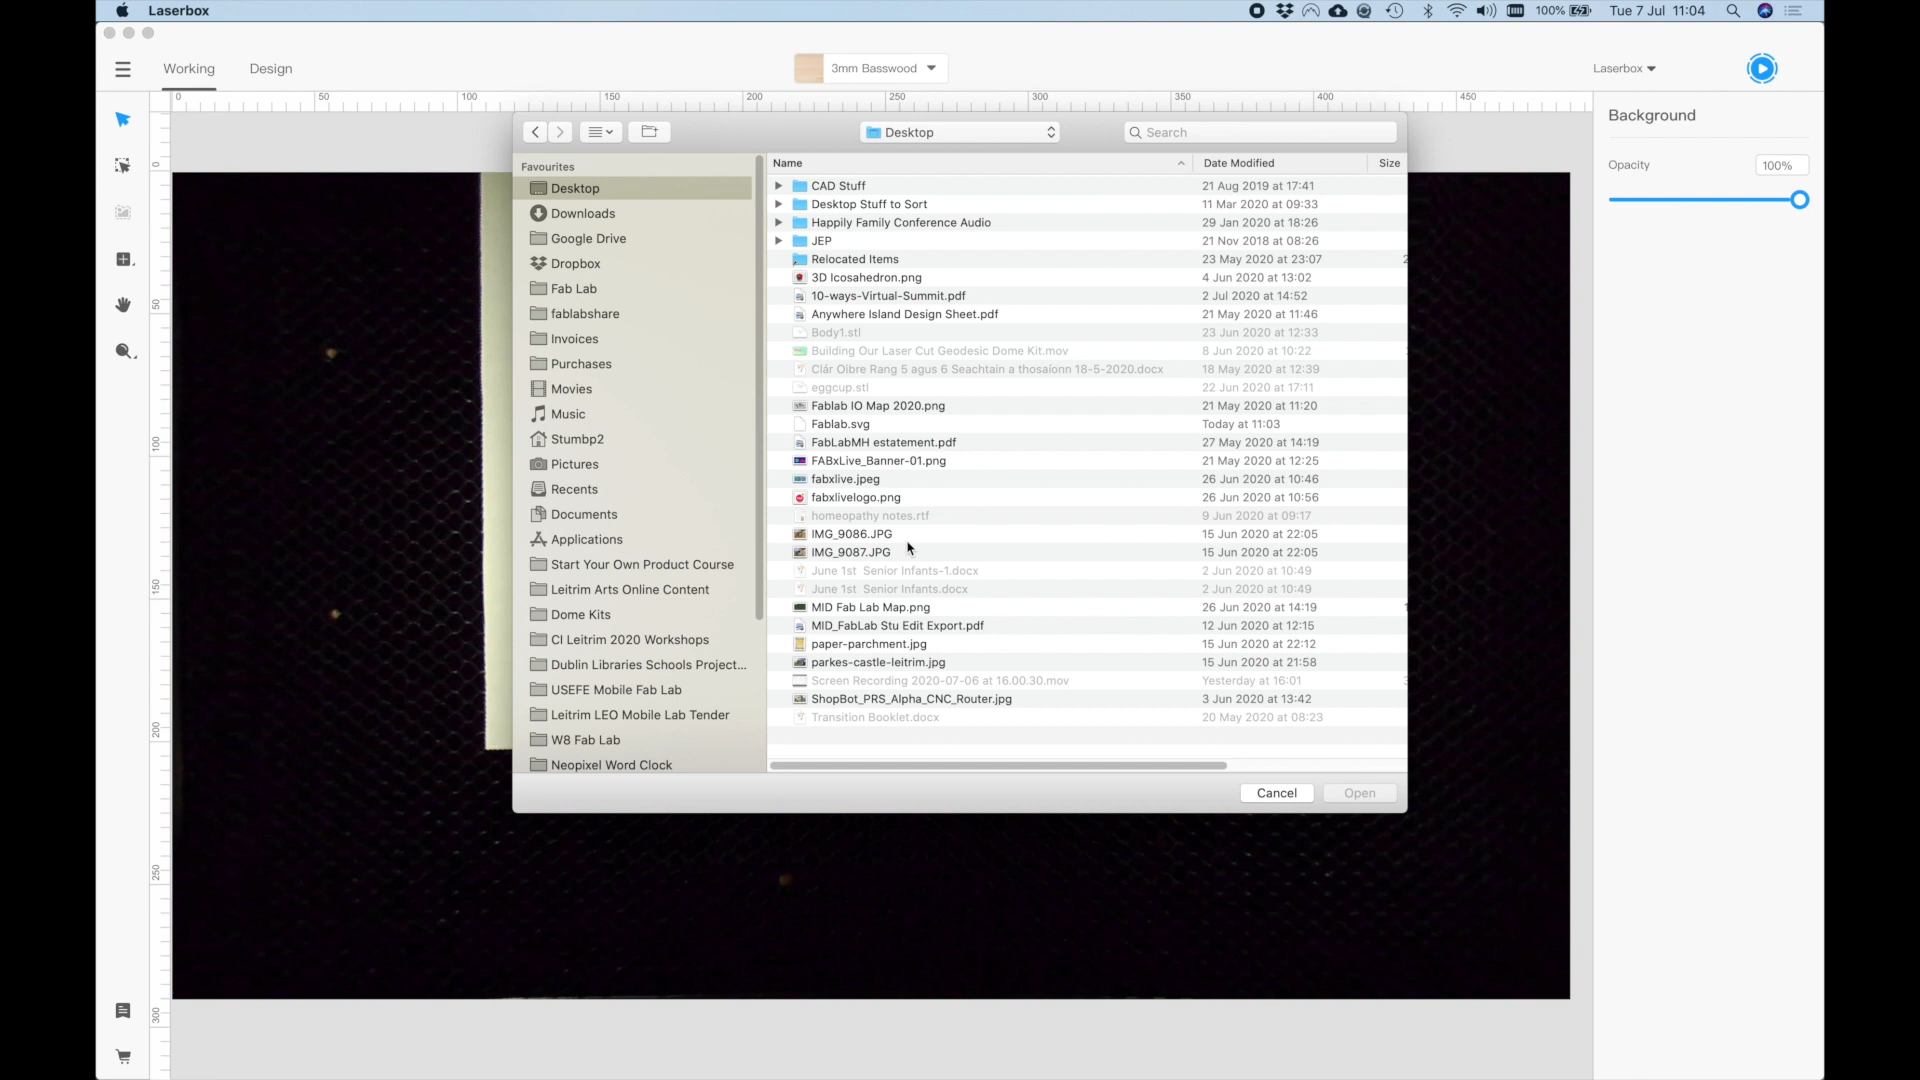 Laserbox
100%
Tue 7 Jul 11:04
Working
Design
3mm Basswood
Laserbox
0
50
100
150
200
250
300
350
400
450
Background
Opacity
100%
Desktop
Search
Favourites
Desktop
Downloads
Google Drive
Dropbox
Fab Lab
fablabshare
Invoices
Purchases
Movies
Music
Stumbp2
Pictures
Recents
Documents
Applications
Start Your Own Product Course
Leitrim Arts Online Content
Dome Kits
CI Leitrim 2020 Workshops
Dublin Libraries Schools Project...
USEFE Mobile Fab Lab
Leitrim LEO Mobile Lab Tender
W8 Fab Lab
Neopixel Word Clock
Name Date Modified Size
CAD Stuff 21 Aug 2019 at 17:41
Desktop Stuff to Sort 11 Mar 2020 at 09:33
Happily Family Conference Audio 29 Jan 2020 at 18:26
JEP 21 Nov 2018 at 08:26
Relocated Items 23 May 2020 at 23:07 2
3D Icosahedron.png 4 Jun 2020 at 13:02
10-ways-Virtual-Summit.pdf 2 Jul 2020 at 14:52
Anywhere Island Design Sheet.pdf 21 May 2020 at 11:46
Body1.stl 23 Jun 2020 at 12:33
Building Our Laser Cut Geodesic Dome Kit.mov 8 Jun 2020 at 10:22
Clár Oibre Rang 5 agus 6 Seachtain a thosaíonn 18-5-2020.docx 18 May 2020 at 12:39
eggcup.stl 22 Jun 2020 at 17:11
Fablab IO Map 2020.png 21 May 2020 at 11:20
Fablab.svg Today at 11:03
FabLabMH estatement.pdf 27 May 2020 at 14:19
FABxLive_Banner-01.png 21 May 2020 at 12:25
fabxlive.jpeg 26 Jun 2020 at 10:46
fabxlivelogo.png 26 Jun 2020 at 10:56
homeopathy notes.rtf 9 Jun 2020 at 09:17
IMG_9086.JPG 15 Jun 2020 at 22:05
IMG_9087.JPG 15 Jun 2020 at 22:05
June 1st Senior Infants-1.docx 2 Jun 2020 at 10:49
June 1st Senior Infants.docx 2 Jun 2020 at 10:49
MID Fab Lab Map.png 26 Jun 2020 at 14:19 1
MID_FabLab Stu Edit Export.pdf 12 Jun 2020 at 12:15
paper-parchment.jpg 15 Jun 2020 at 22:12
parkes-castle-leitrim.jpg 15 Jun 2020 at 21:58
Screen Recording 2020-07-06 at 16.00.30.mov Yesterday at 16:01 3
ShopBot_PRS_Alpha_CNC_Router.jpg 3 Jun 2020 at 13:42
Transition Booklet.docx 20 May 2020 at 08:23
Cancel
Open
0
50
100
150
200
250
300